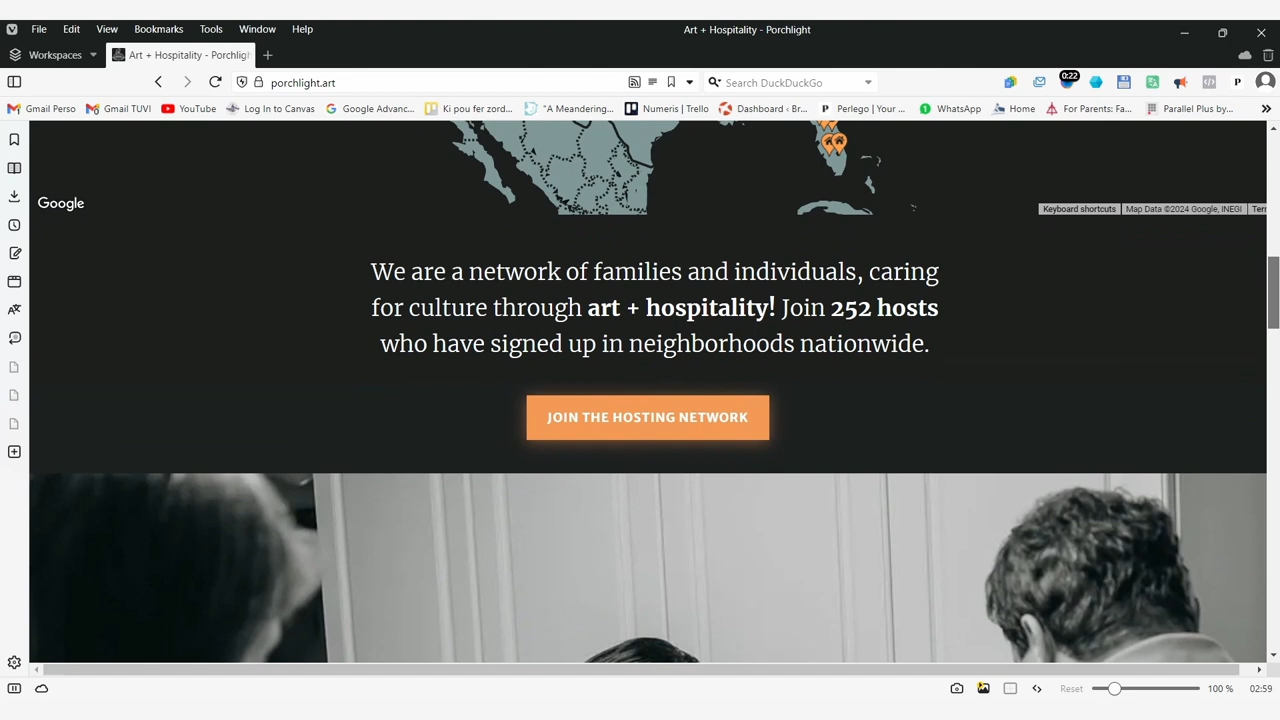 File Edit View Bookmarks Tools Window Help
Art + Hospitality - Porchlight
Workspaces
Art + Hospitality - Porchligh
porchlight.art
Search DuckDuckGo
0:22
P
Gmail Perso
Gmail TUVI
YouTube
Log In to Canvas
Google Advanc...
Ki pou fer zord...
"A Meandering...
Numeris | Trello
Dashboard ‹ Br...
P
Perlego | Your ...
WhatsApp
Home
For Parents: Fa...
Parallel Plus by...
Google
Keyboard shortcuts
Map Data ©2024 Google, INEGI
Terr
We are a network of families and individuals, caring
for culture through art + hospitality! Join 252 hosts
who have signed up in neighborhoods nationwide.
JOIN THE HOSTING NETWORK
Reset
100 %
02:59